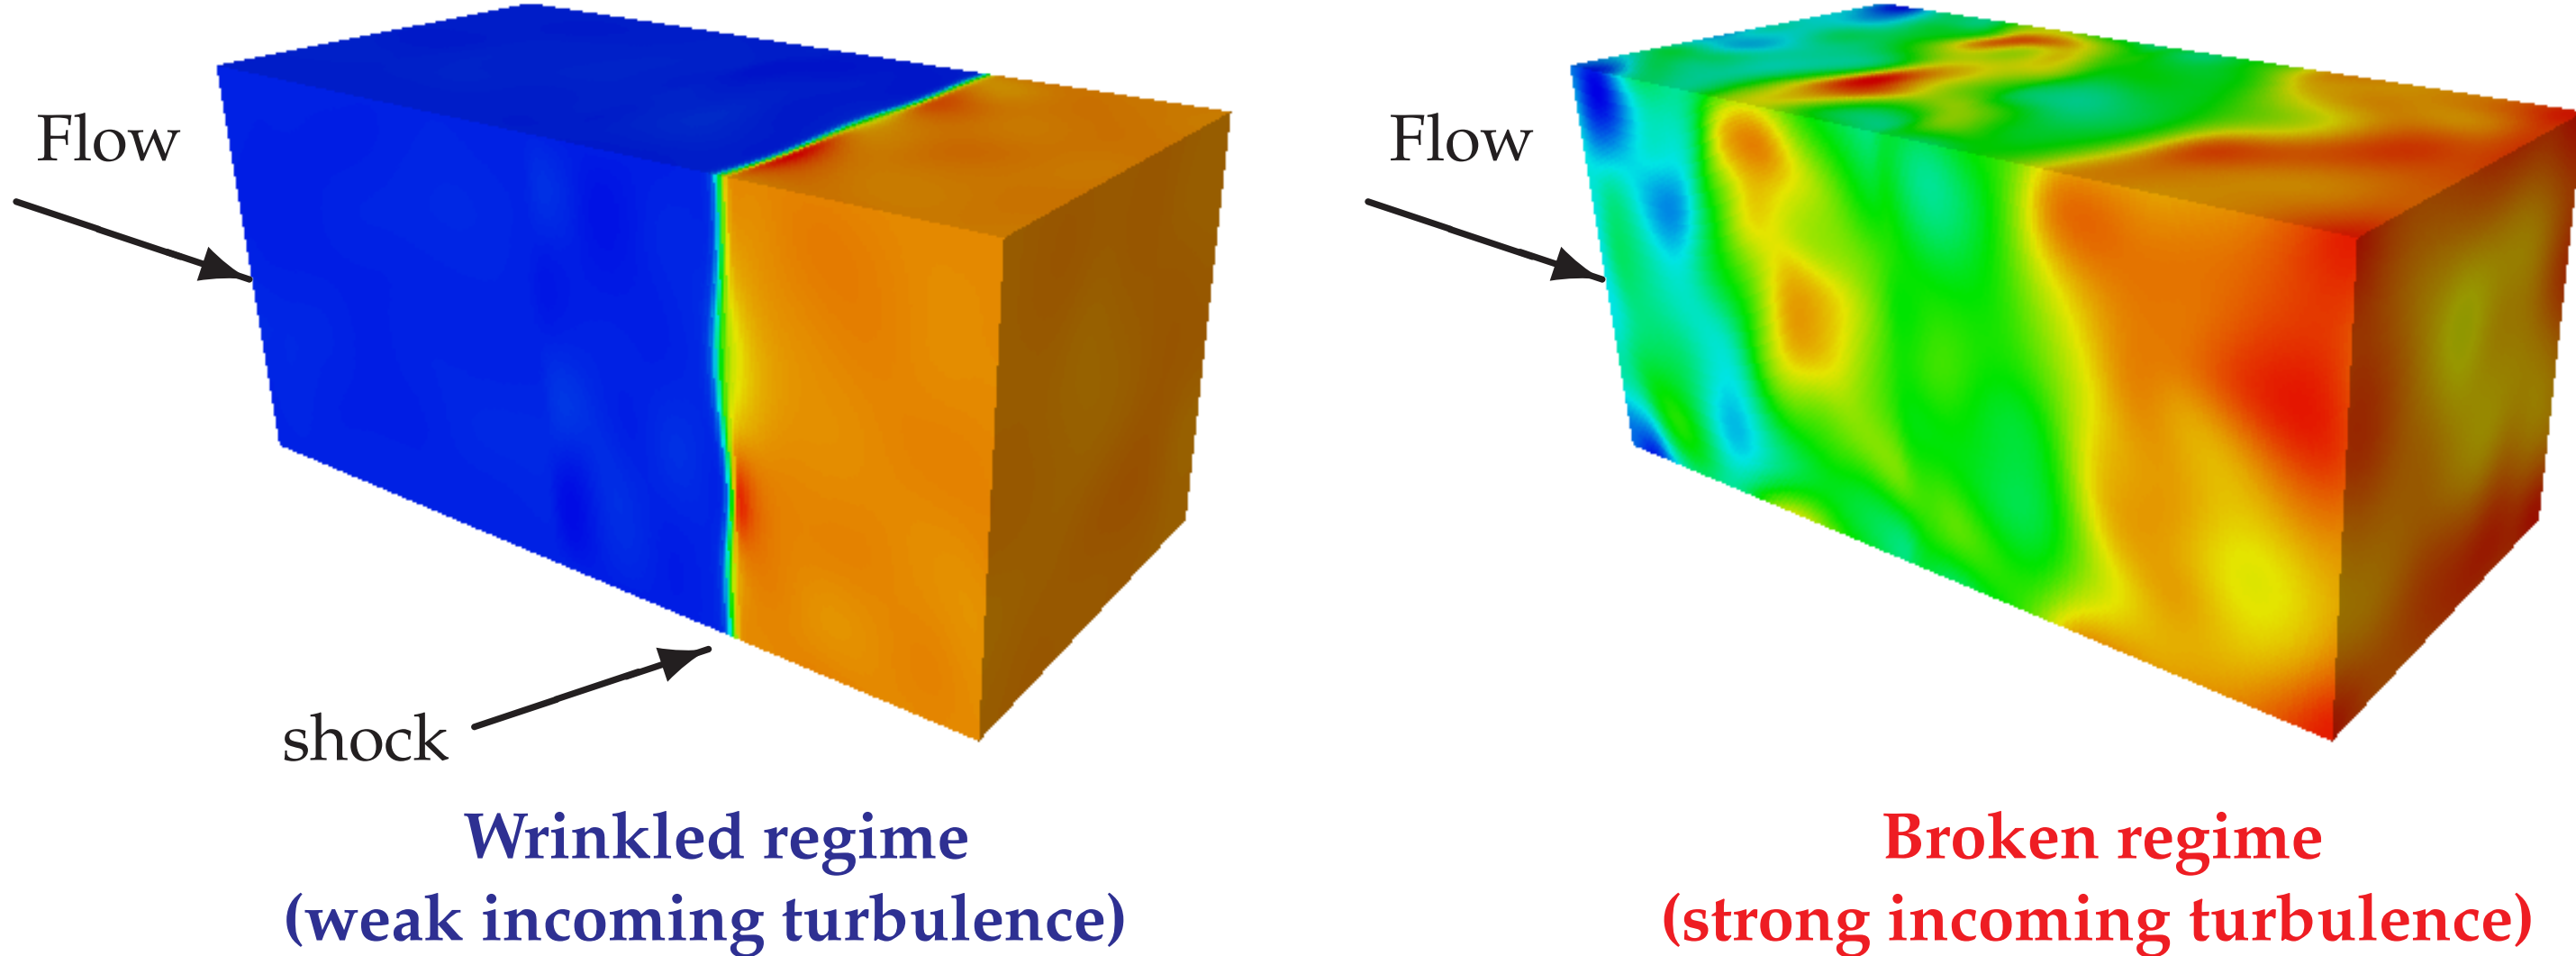 Flow
shock
Wrinkled regime
(weak incoming turbulence)
Flow
Broken regime
(strong incoming turbulence)